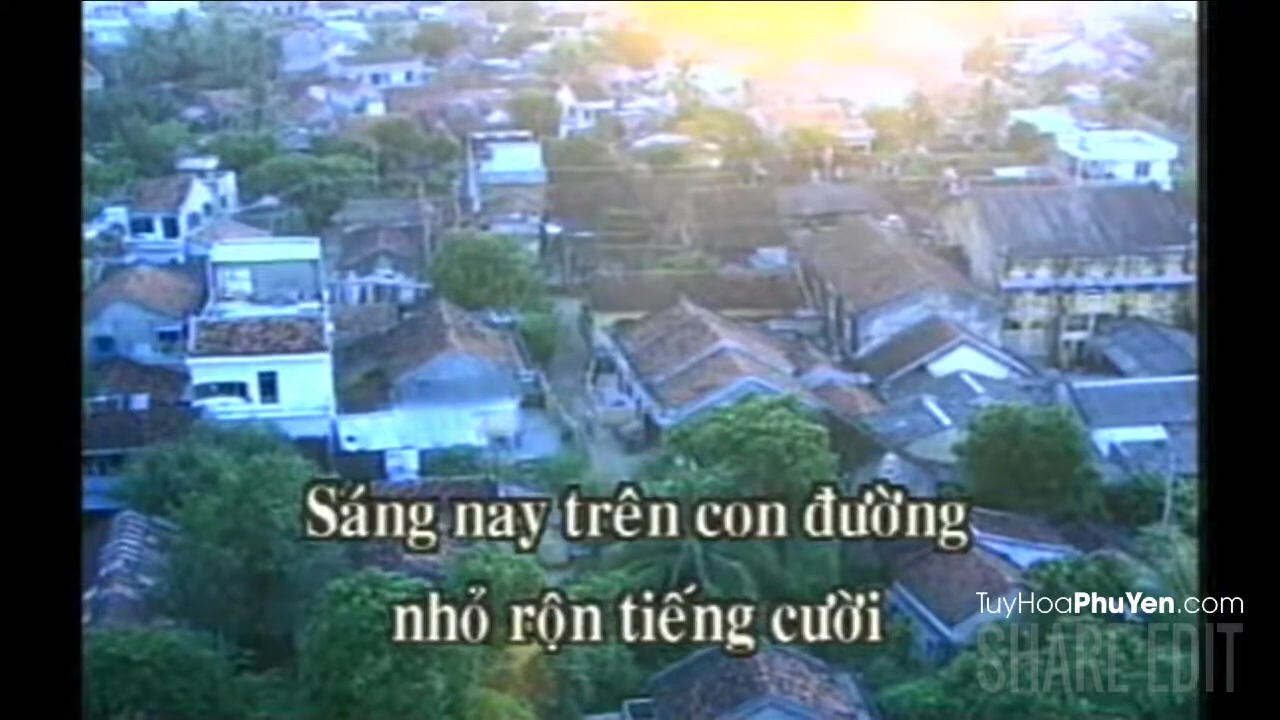 Sáng nay trên con đường
nhỏ rộn tiếng cười
TuyHoaPhuYen.com
SHARE EDIT